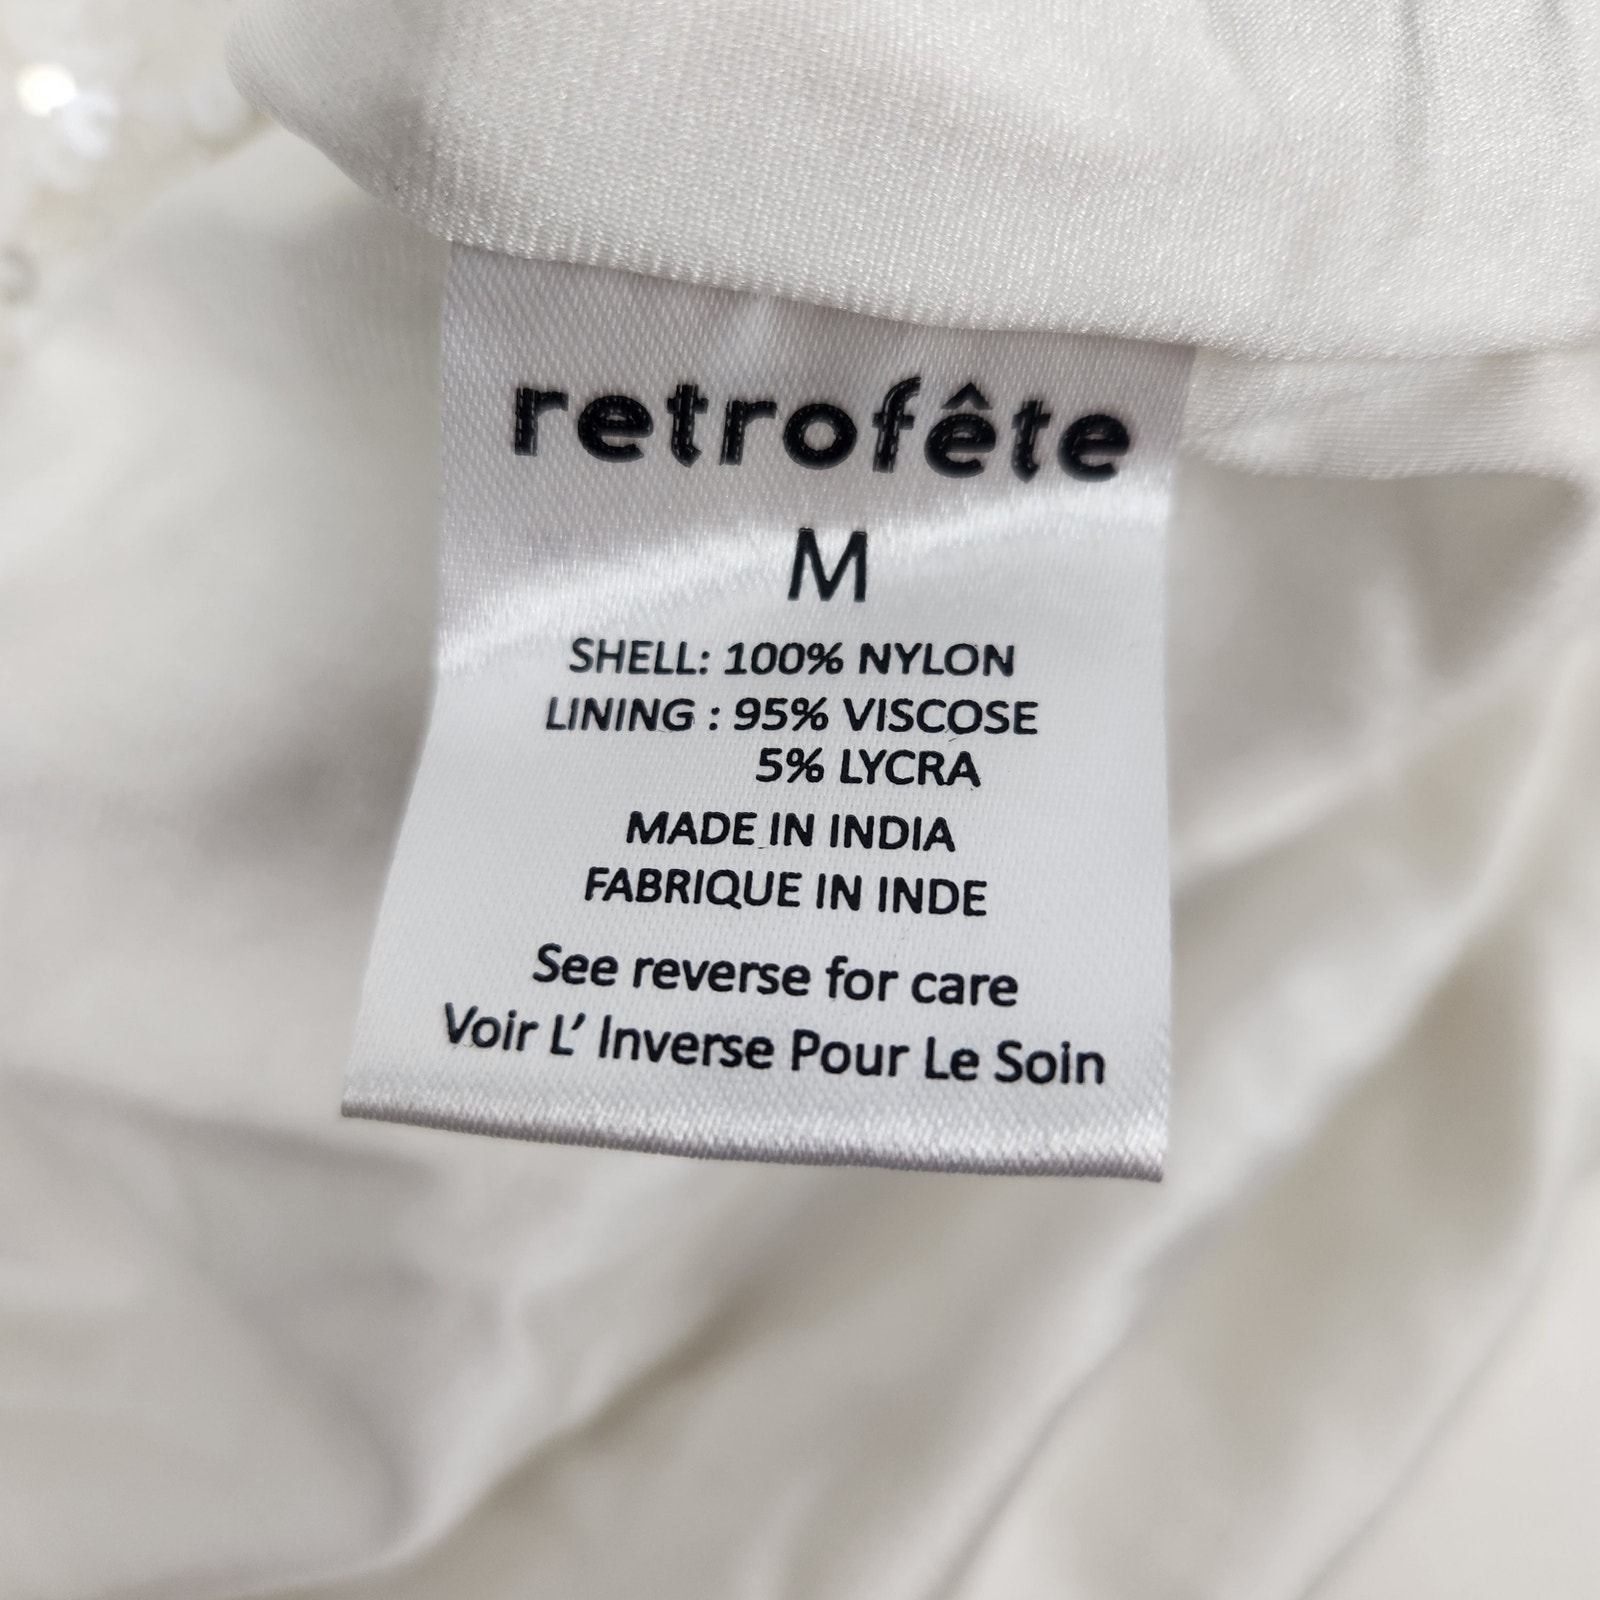 retrofête
M
SHELL: 100% NYLON
LINING : 95% VISCOSE
5% LYCRA
MADE IN INDIA
FABRIQUE IN INDE
See reverse for care
Voir L’ Inverse Pour Le Soin